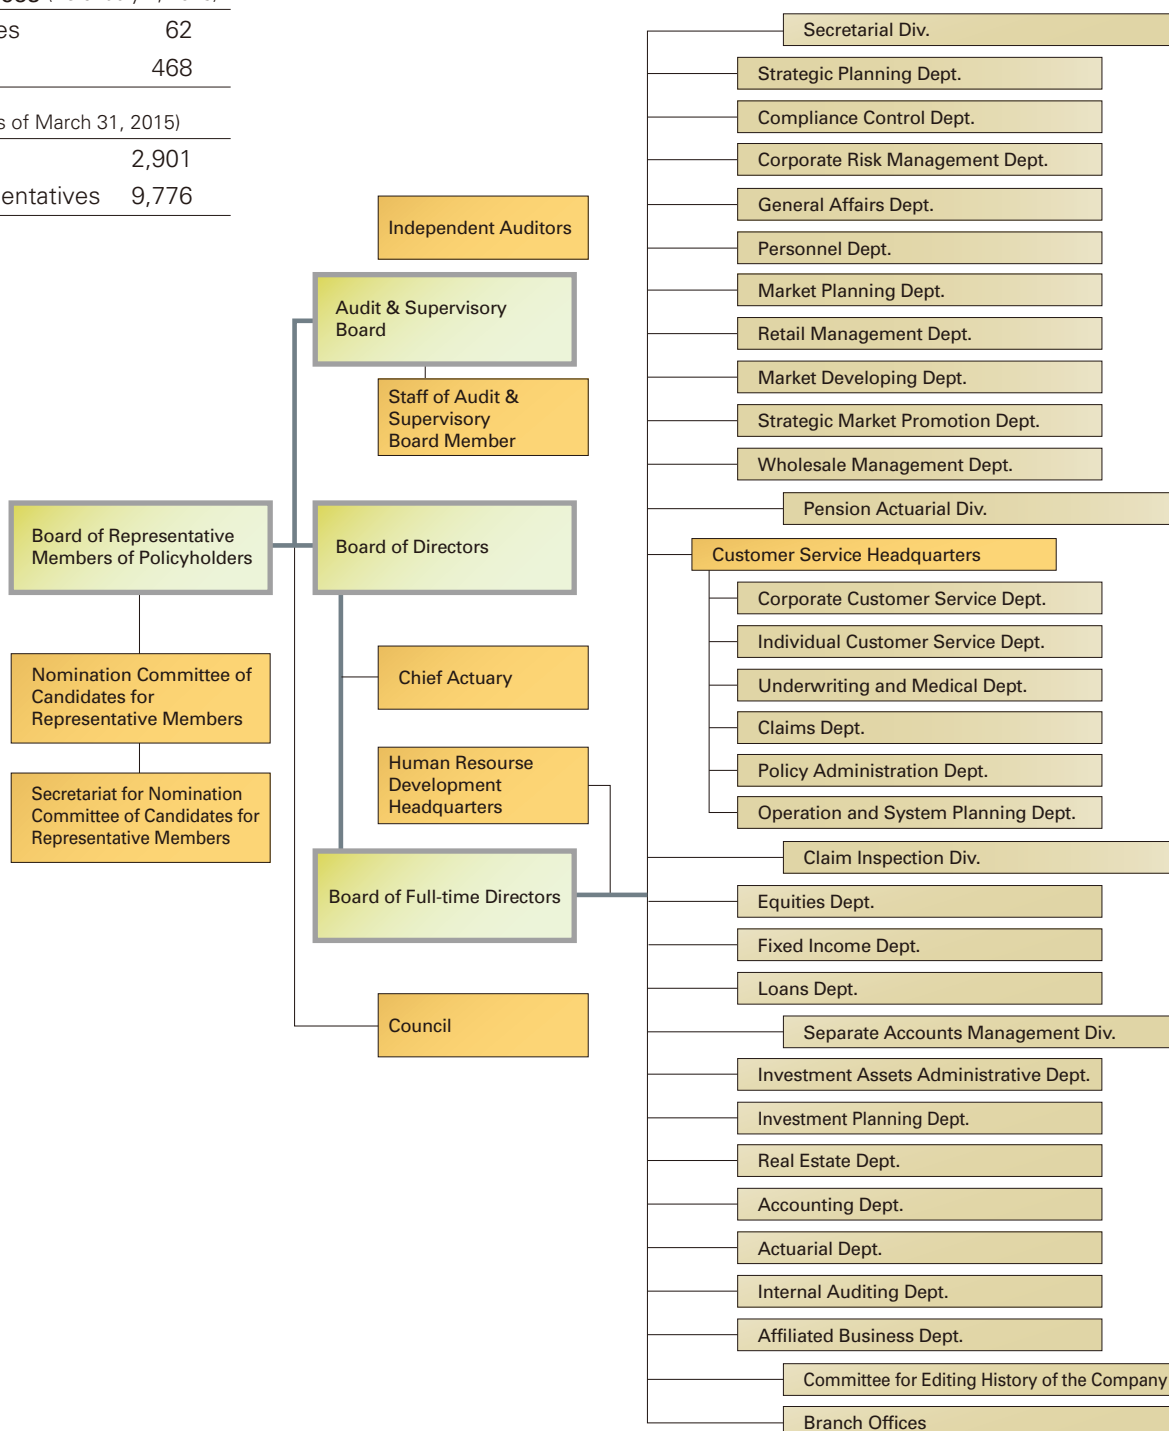 es 62
468
s of March 31, 2015)
2,901
entatives 9,776
Independent Auditors
Audit & Supervisory
Board
Staff of Audit &
Supervisory
Board Member
Board of Representative
Members of Policyholders
Board of Directors
Nomination Committee of
Candidates for
Representative Members
Secretariat for Nomination
Committee of Candidates for
Representative Members
Chief Actuary
Human Resourse
Development
Headquarters
Board of Full-time Directors
Council
Secretarial Div.
Strategic Planning Dept.
Compliance Control Dept.
Corporate Risk Management Dept.
General Affairs Dept.
Personnel Dept.
Market Planning Dept.
Retail Management Dept.
Market Developing Dept.
Strategic Market Promotion Dept.
Wholesale Management Dept.
Pension Actuarial Div.
Customer Service Headquarters
Corporate Customer Service Dept.
Individual Customer Service Dept.
Underwriting and Medical Dept.
Claims Dept.
Policy Administration Dept.
Operation and System Planning Dept.
Claim Inspection Div.
Equities Dept.
Fixed Income Dept.
Loans Dept.
Separate Accounts Management Div.
Investment Assets Administrative Dept.
Investment Planning Dept.
Real Estate Dept.
Accounting Dept.
Actuarial Dept.
Internal Auditing Dept.
Affiliated Business Dept.
Committee for Editing History of the Company
Branch Offices